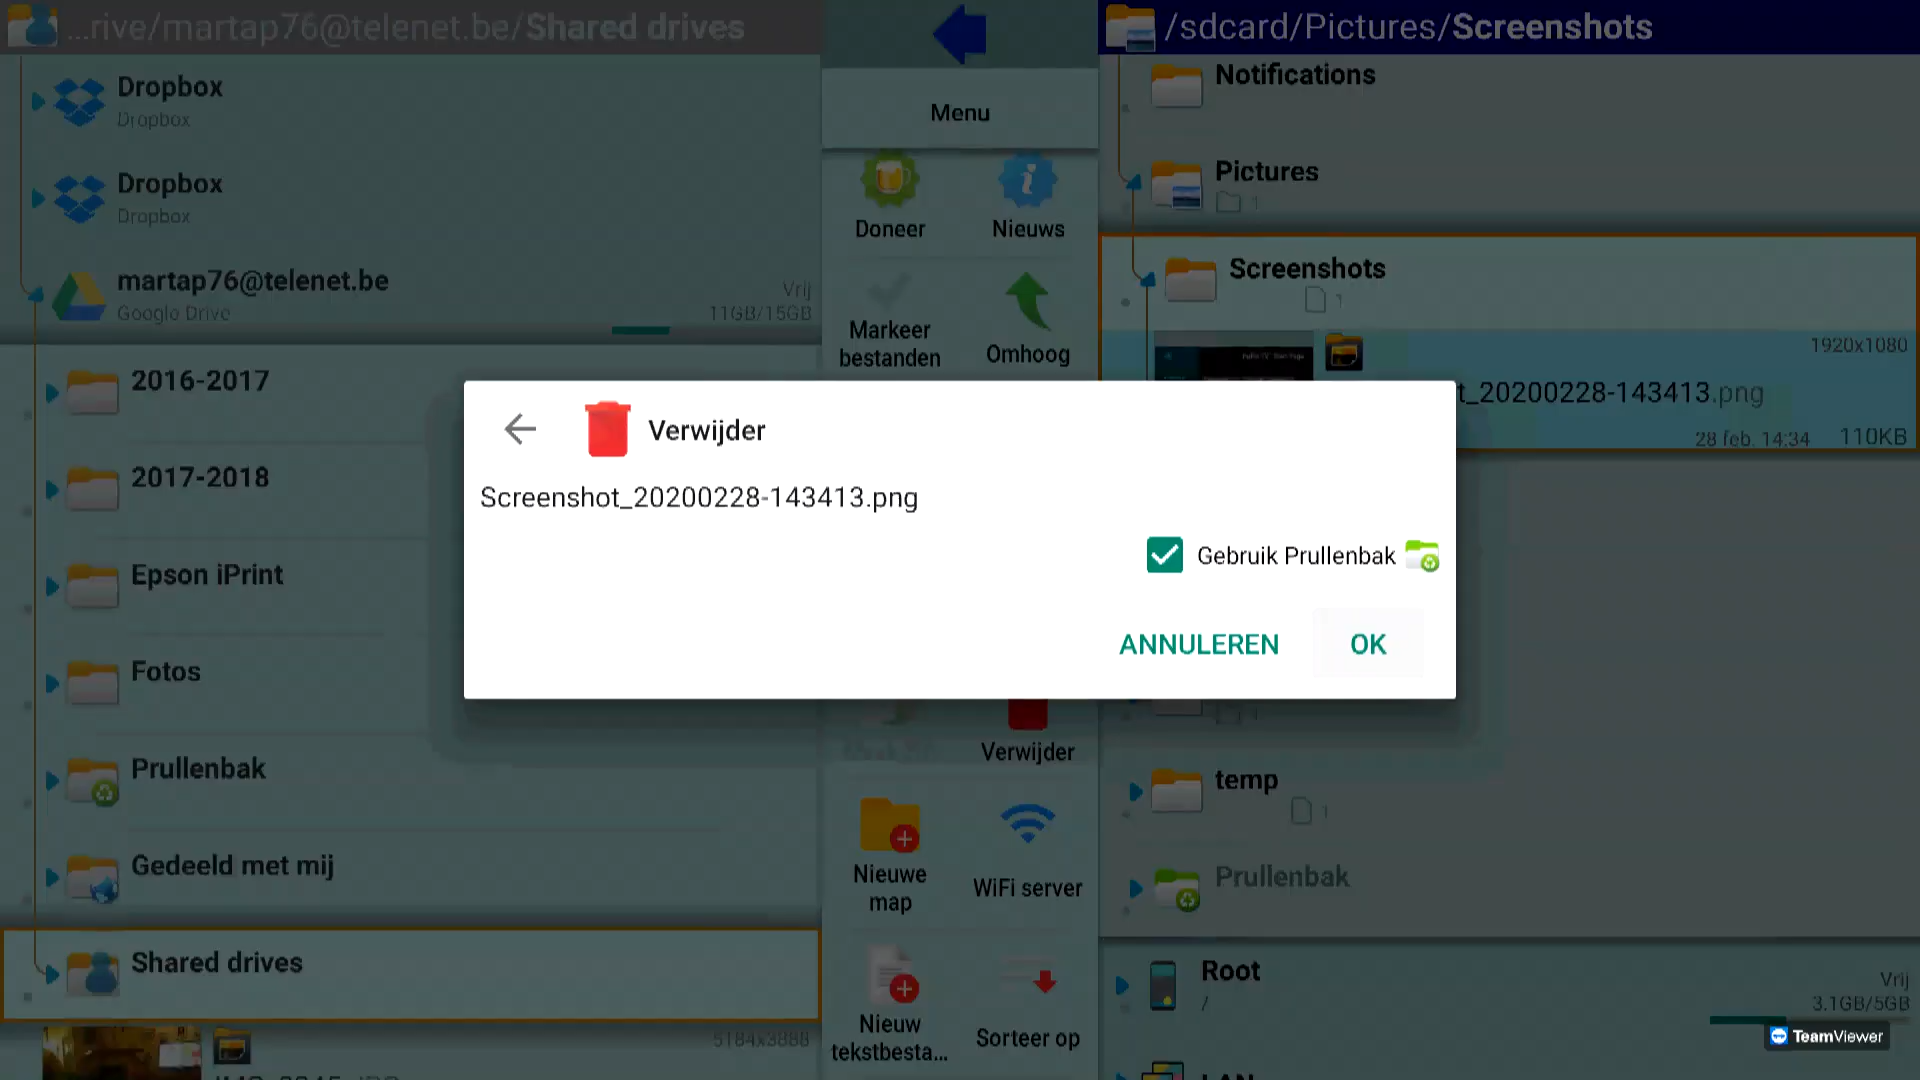 ...rive/martap76@telenet.be/Shared drives
Dropbox
Dropbox
Dropbox
Dropbox
martap76@telenet.be
Google Drive
Vrij
11GB/15GB
2016-2017
2017-2018
Epson iPrint
Fotos
Prullenbak
Gedeeld met mij
Shared drives
5184x3888
Menu
Doneer
Nieuws
Markeer
bestanden
Omhoog
Verwijder
Nieuwe
map
WiFi server
Nieuw
tekstbesta...
Sorteer op
/sdcard/Pictures/Screenshots
Notifications
Pictures
1
Screenshots
1
1920x1080
t_20200228-143413.png
28 feb. 14:34
110KB
temp
1
Prullenbak
Root
/
Vrij
3.1GB/5GB
Verwijder
Screenshot_20200228-143413.png
Gebruik Prullenbak
ANNULEREN
OK
TeamViewer